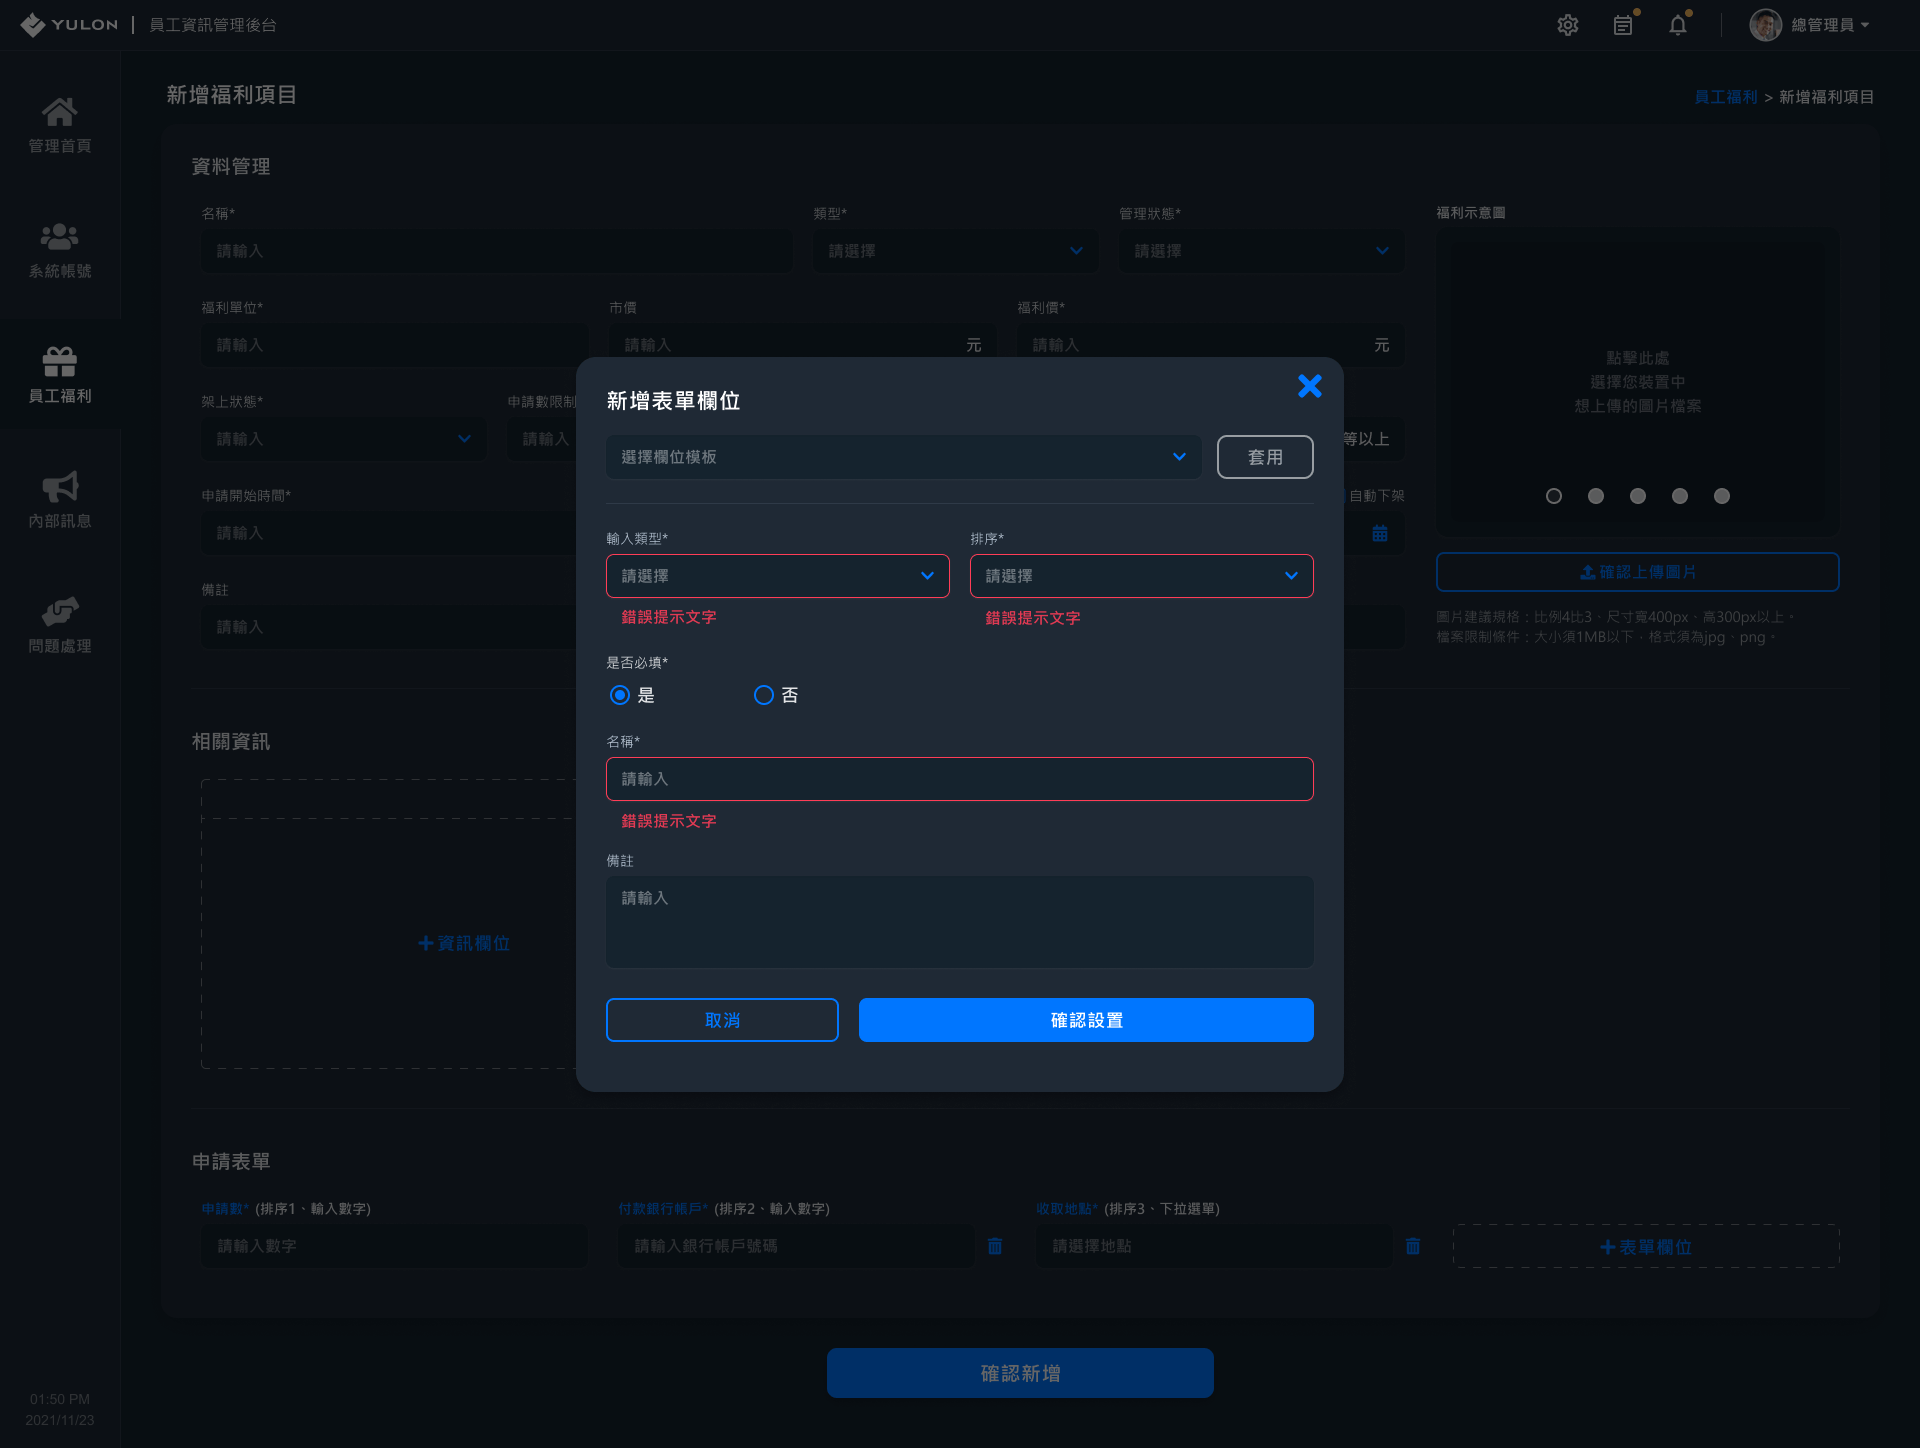 YULON
員工資訊管理後台
總管理員
管理首頁
系統帳號
員工福利
內部訊息
問題處理
01:50 PM
2021/11/23
新增福利項目
員工福利 > 新增福利項目
資料管理
名稱*
類型*
管理狀態*
福利示意圖
請輸入
請選擇
請選擇
福利單位*
市價
福利價*
請輸入
請輸入
元
請輸入
元
點擊此處
選擇您裝置中
想上傳的圖片檔案
架上狀態*
申請數限制
請輸入
請輸入
等以上
申請開始時間*
自動下架
請輸入
確認上傳圖片
備註
請輸入
圖片建議規格：比例4比3、尺寸寬400px、高300px以上。
檔案限制條件：大小須1MB以下，格式須為jpg、png。
新增表單欄位
選擇欄位模板
套用
輸入類型*
排序*
請選擇
請選擇
錯誤提示文字
錯誤提示文字
是否必填*
是
否
名稱*
請輸入
錯誤提示文字
備註
請輸入
取消
確認設置
相關資訊
資訊欄位
申請表單
申請數* (排序1、輸入數字)
付款銀行帳戶* (排序2、輸入數字)
收取地點* (排序3、下拉選單)
請輸入數字
請輸入銀行帳戶號碼
請選擇地點
表單欄位
確認新增